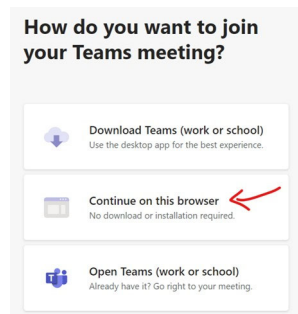 How do you want to join
your Teams meeting?
Download Teams (work or school)
Use the desktop app for the best experience.
Continue on this browser
No download or installation required.
Open Teams (work or school)
Already have it? Go right to your meeting.